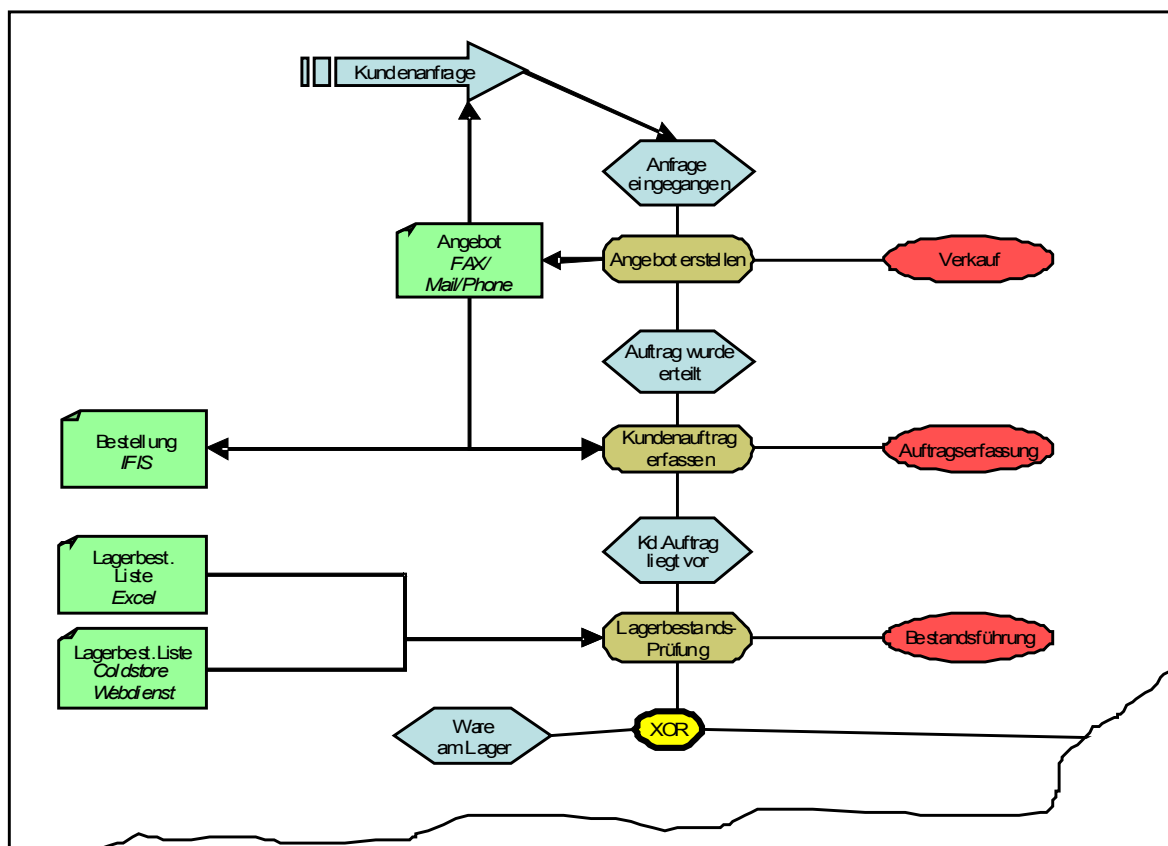 Kundenanfrage
Anfrage
eingegangen
Angebot
FAX/
Mail/Phone
Angebot erstellen
Verkauf
Auftrag wurde
erteilt
Bestellung
IFIS
Kundenauftrag
erfassen
Auftragserfassung
Kd.Auftrag
liegt vor
Lagerbest.
Liste
Excel
Lagerbest.Liste
Coldstore
Webdienst
Lagerbestands-
Prüfung
Bestandsführung
Ware
am Lager
XOR